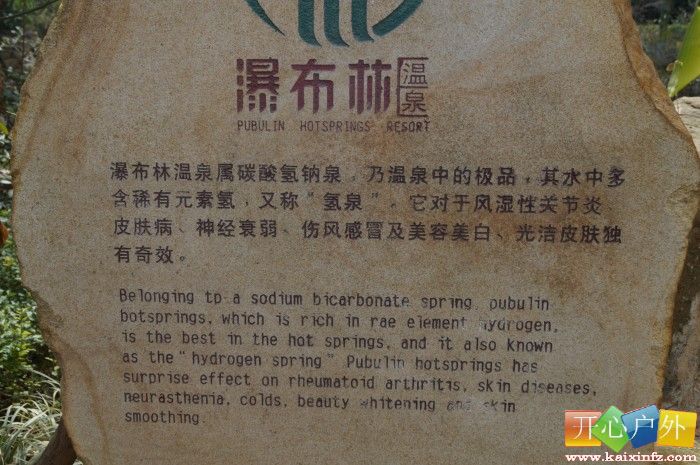 瀑布林温泉
PUBULIN HOTSPRINGS RESORT
瀑布林温泉属碳酸氢钠泉，乃温泉中的极品，其水中多
含稀有元素氢，又称“氢泉”。它对于风湿性关节炎
皮肤病、神经衰弱、伤风感冒及美容美白、光洁皮肤独
有奇效。
Belonging tp a sodium bicarbonate spring, pubulin
botsprings, which is rich in rae element hydrogen,
is the best in the hot springs, and it also known
as the "hydrogen spring" Pubulin hotsprings has
surprise effect on rheumatoid arthritis, skin diseases,
neurasthenia, colds, beauty whitening and skin
smoothing.
开心户外
www.kaixinfz.com